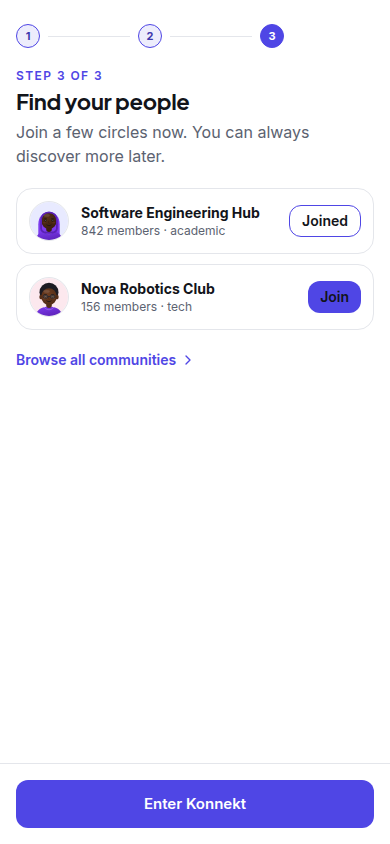 1 2 3
STEP 3 OF 3
Find your people
Join a few circles now. You can always
discover more later.
Software Engineering Hub
842 members · academic
Joined
Nova Robotics Club
156 members · tech
Join
Browse all communities
Enter Konnekt